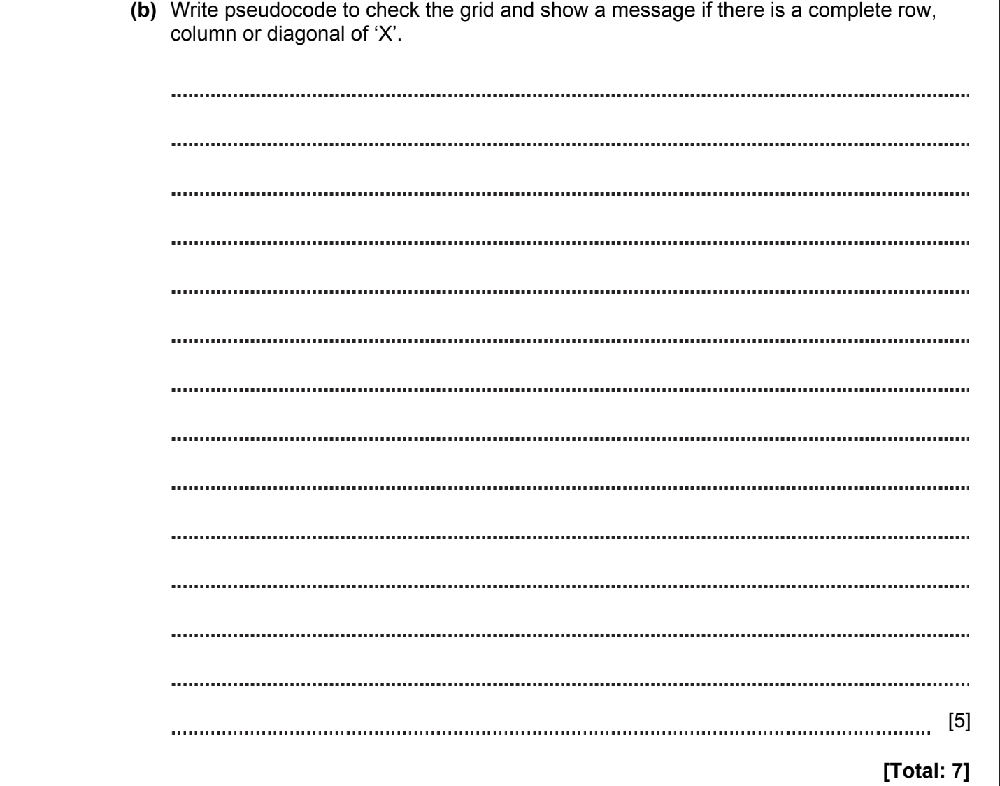 (b) Write pseudocode to check the grid and show a message if there is a complete row,
column or diagonal of ‘X’.
[5]
[Total: 7]